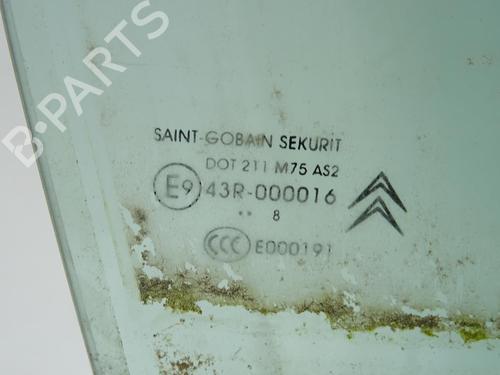 B-PARTS
SAINT-GOBAIN SEKURIT
DOT 211 M75 AS2
E9 43R-000016
.. 8
CCC E000191